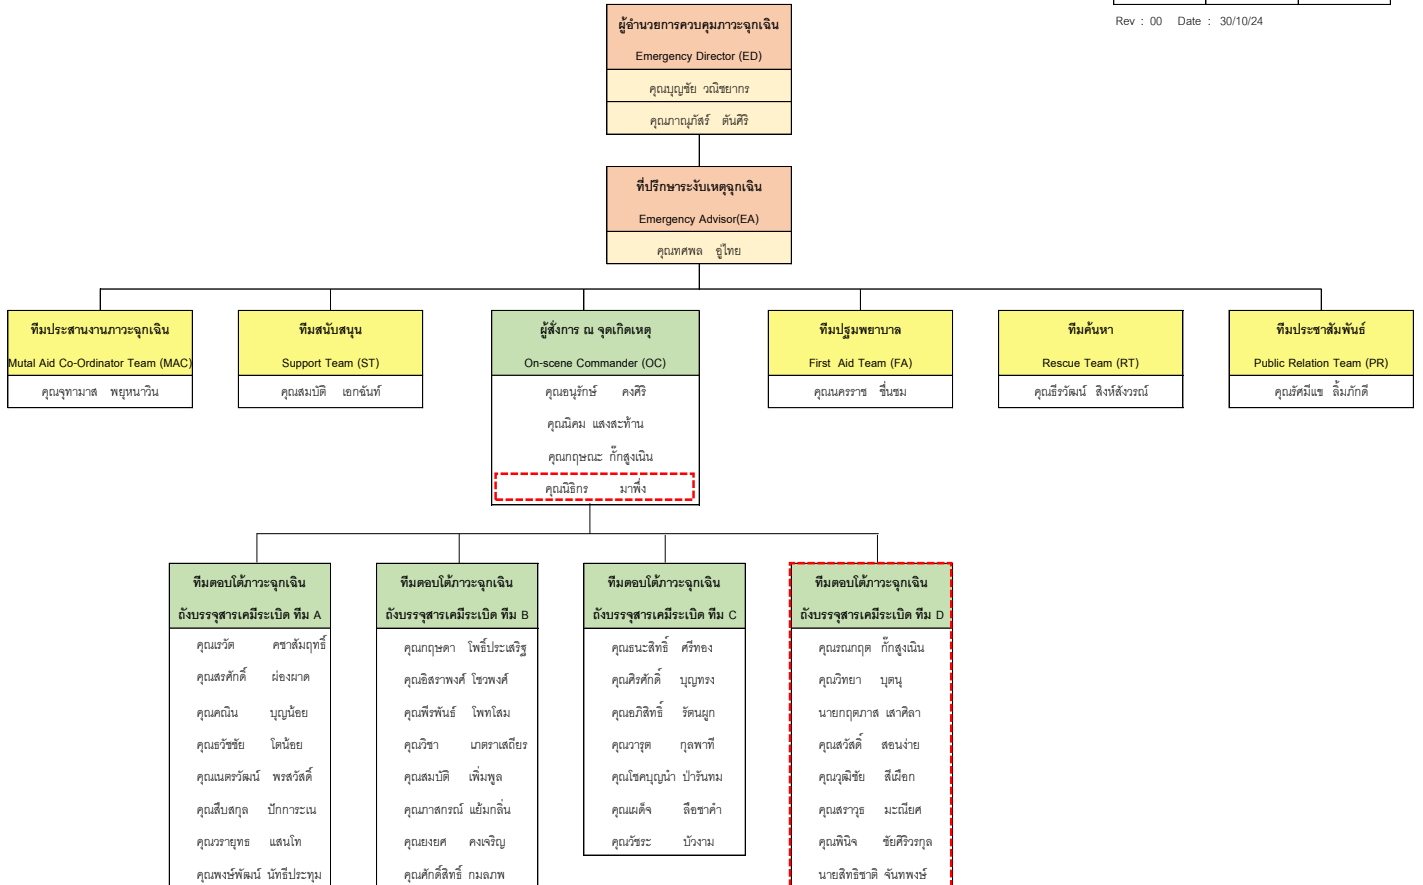 Rev : 00 Date : 30/10/24
ผู้อำนวยการควบคุมภาวะฉุกเฉิน
Emergency Director (ED)
คุณบุญชัย วณิชยากร
คุณภาณุภัสร์ ตันศิริ
ที่ปรึกษาระงับเหตุฉุกเฉิน
Emergency Advisor(EA)
คุณทศพล อู่ไทย
ทีมประสานงานภาวะฉุกเฉิน
Mutal Aid Co-Ordinator Team (MAC)
คุณจุฑามาส พยุหนาวิน
ทีมสนับสนุน
Support Team (ST)
คุณสมบัติ เอกฉันท์
ผู้สั่งการ ณ จุดเกิดเหตุ
On-scene Commander (OC)
คุณอนุรักษ์ คงศิริ
คุณนิคม แสงสะท้าน
คุณกฤษณะ กั๊กสูงเนิน
คุณนิธิกร มาพึ่ง
ทีมปฐมพยาบาล
First Aid Team (FA)
คุณนครราช ชื่นชม
ทีมค้นหา
Rescue Team (RT)
คุณธีรวัฒน์ สิงห์สังวรณ์
ทีมประชาสัมพันธ์
Public Relation Team (PR)
คุณรัศมีแข ลิ้มภักดี
ทีมตอบโต้ภาวะฉุกเฉิน
ถังบรรจุสารเคมีระเบิด ทีม A
คุณเรวัต คชาสัมฤทธิ์
คุณสรศักดิ์ ผ่องผาด
คุณคณิน บุญน้อย
คุณธวัชชัย โตน้อย
คุณเนตรวัฒน์ พรสวัสดิ์
คุณสืบสกุล ปักการะเน
คุณวรายุทธ แสนโท
คุณพงษ์พัฒน์ นัทธีประทุม
ทีมตอบโต้ภาวะฉุกเฉิน
ถังบรรจุสารเคมีระเบิด ทีม B
คุณกฤษดา โพธิ์ประเสริฐ
คุณอิสราพงศ์ โชวพงศ์
คุณพีรพันธ์ โพทโสม
คุณวิชา เภตราเสถียร
คุณสมบัติ เพิ่มพูล
คุณภาสกรณ์ แย้มกลิ่น
คุณยงยศ คงเจริญ
คุณศักดิ์สิทธิ์ กมลภพ
ทีมตอบโต้ภาวะฉุกเฉิน
ถังบรรจุสารเคมีระเบิด ทีม C
คุณธนะสิทธิ์ ศรีทอง
คุณศิรศักดิ์ บุญทรง
คุณอภิสิทธิ์ รัตนผูก
คุณวารุต กุลพาที
คุณโชคบุญนำ ป่ารันทม
คุณเผด็จ ลือชาคำ
คุณวัชระ บัวงาม
ทีมตอบโต้ภาวะฉุกเฉิน
ถังบรรจุสารเคมีระเบิด ทีม D
คุณรณกฤต กั๊กสูงเนิน
คุณวิทยา บุตนุ
นายกฤตภาส เสาศิลา
คุณสวัสดิ์ สอนง่าย
คุณวุฒิชัย สีเผือก
คุณสราวุธ มะณียศ
คุณพินิจ ชัยศิริวรกุล
นายสิทธิชาติ จันทพงษ์